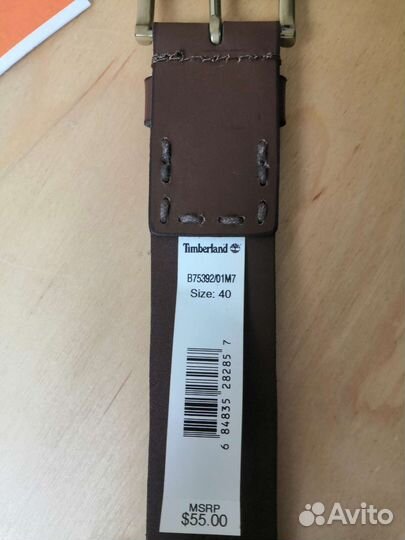 Timberland
B75392/01M7
Size: 40
6 84835 28285 7
MSRP
$55.00
Avito